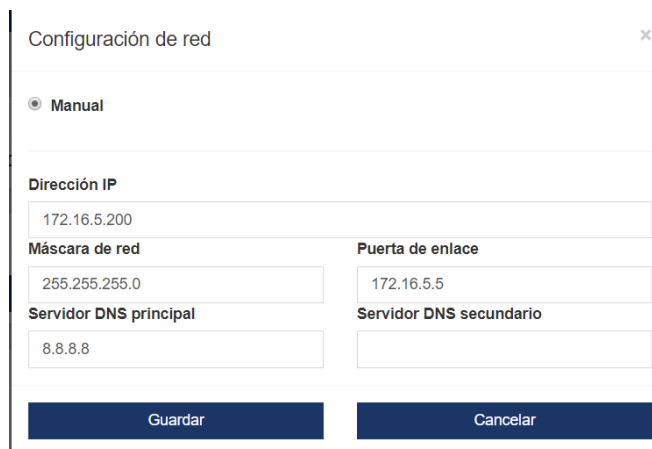 Configuración de red ×
Manual
Dirección IP
172.16.5.200
Máscara de red Puerta de enlace
255.255.255.0 172.16.5.5
Servidor DNS principal Servidor DNS secundario
8.8.8.8
Guardar Cancelar